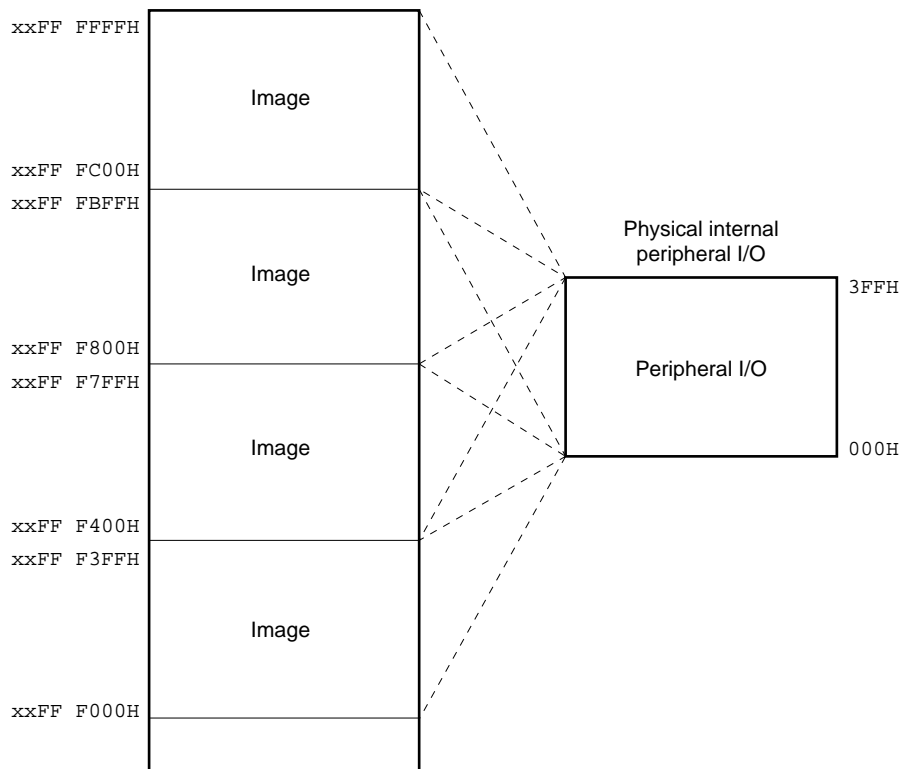 xxFF FFFFH
Image
xxFF FC00H
xxFF FBFFH
Physical internal
peripheral I/O
Image
3FFH
xxFF F800H
Peripheral I/O
xxFF F7FFH
Image
000H
xxFF F400H
xxFF F3FFH
Image
xxFF F000H